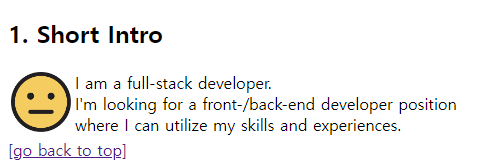 1. Short Intro
I am a full-stack developer.
I'm looking for a front-/back-end developer position
where I can utilize my skills and experiences.
[go back to top]